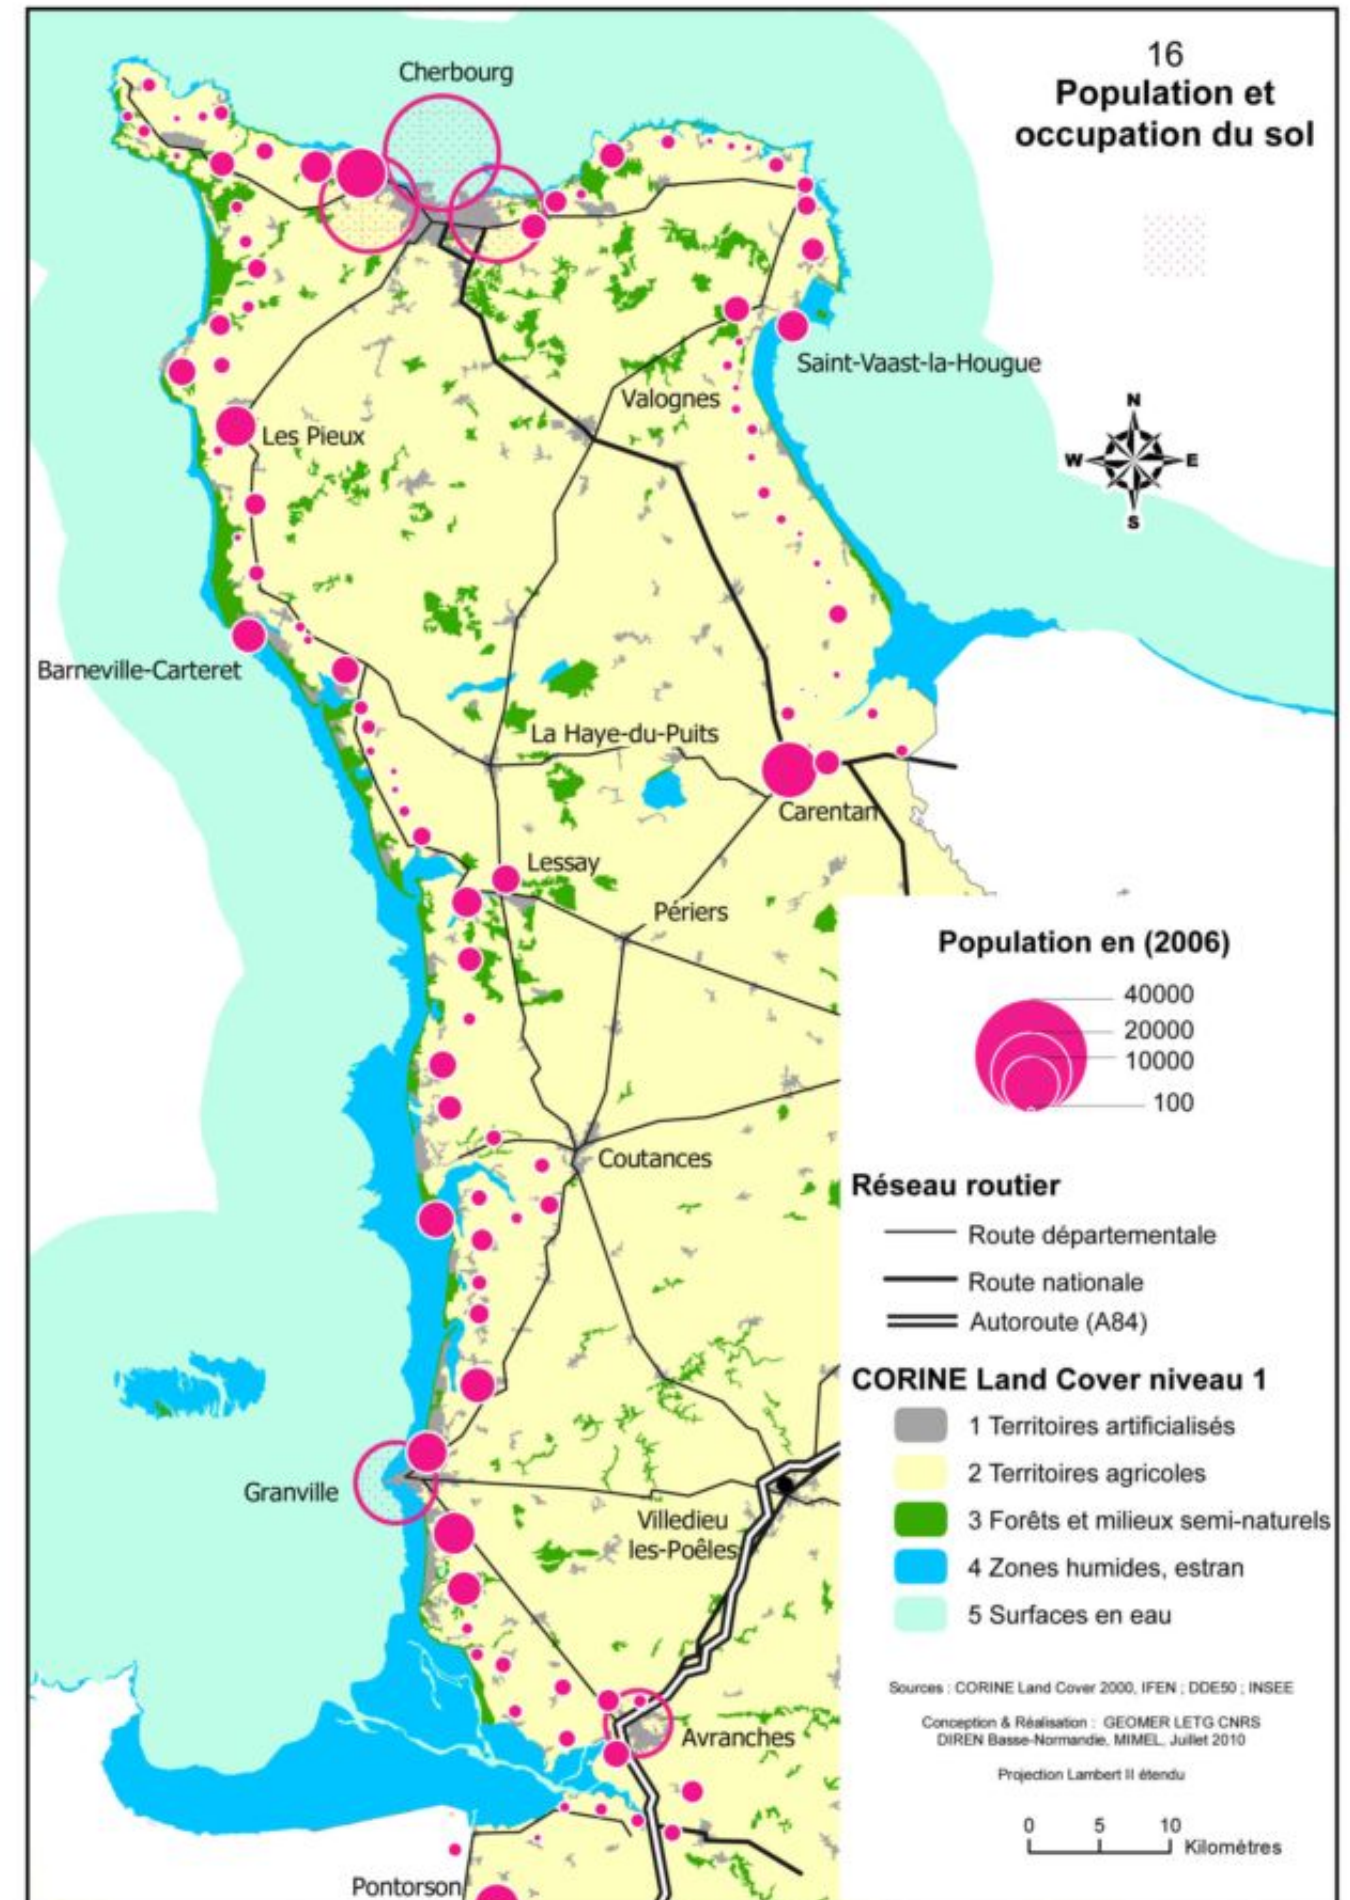 16
Population et
occupation du sol
Cherbourg
Saint-Vaast-la-Hougue
Valognes
N
W
E
S
Les Pieux
Barneville-Carteret
La Haye-du-Puits
Carentan
Lessay
Périers
Coutances
Granville
Villedieu
les-Poêles
Avranches
Pontorson
Population en (2006)
40000
20000
10000
100
Réseau routier
Route départementale
Route nationale
Autoroute (A84)
CORINE Land Cover niveau 1
1 Territoires artificialisés
2 Territoires agricoles
3 Forêts et milieux semi-naturels
4 Zones humides, estran
5 Surfaces en eau
Sources : CORINE Land Cover 2000, IFEN ; DDE50 ; INSEE
Conception & Réalisation : GEOMER LETG CNRS
DIREN Basse-Normandie, MIMEL, Juillet 2010
Projection Lambert II étendu
0 5 10
Kilomètres